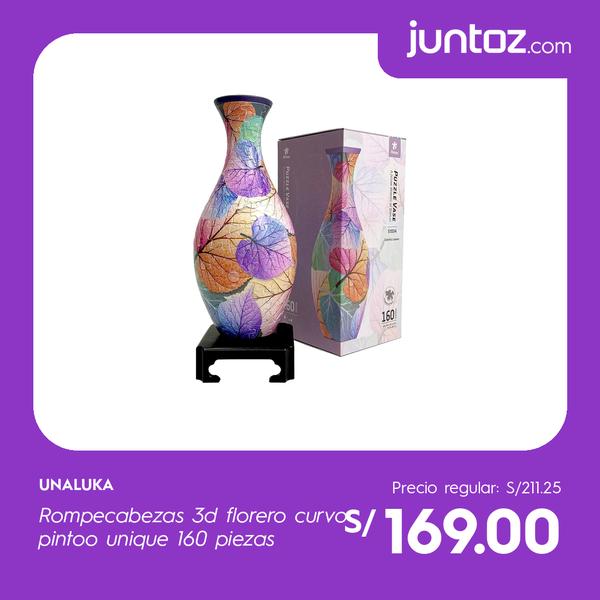 juntoz.com
PUZZLE VASE
160
UNALUKA
Rompecabezas 3d florero curvo
pintoo unique 160 piezas
Precio regular: S/211.25
S/169.00